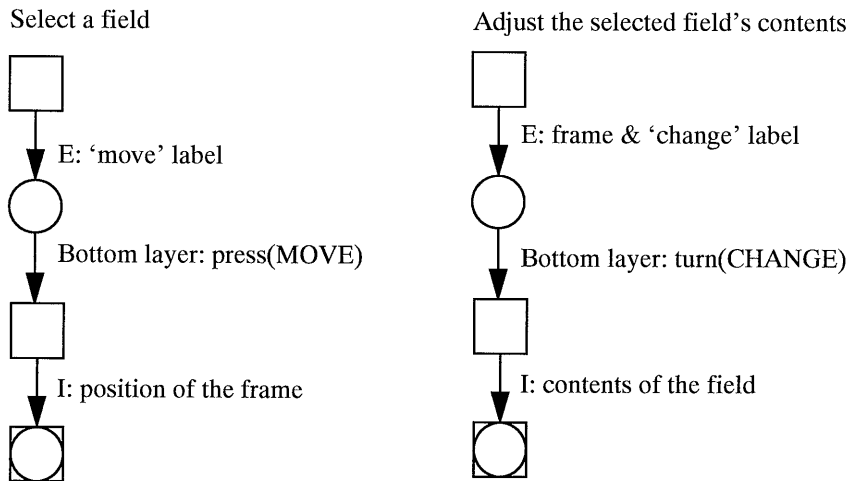 Select a field
E: ‘move’ label
Bottom layer: press(MOVE)
I: position of the frame
Adjust the selected field’s contents
E: frame & ‘change’ label
Bottom layer: turn(CHANGE)
I: contents of the field